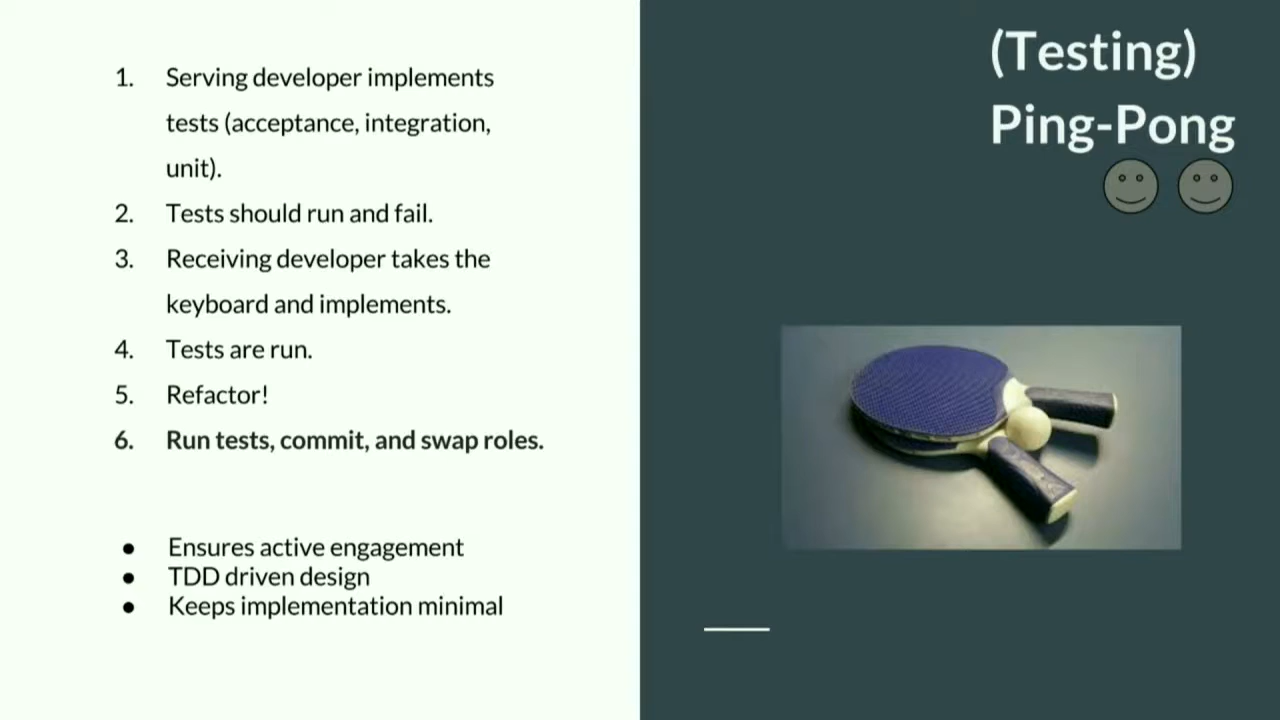 1. Serving developer implements
tests (acceptance, integration,
unit).
2. Tests should run and fail.
3. Receiving developer takes the
keyboard and implements.
4. Tests are run.
5. Refactor!
6. Run tests, commit, and swap roles.
● Ensures active engagement
● TDD driven design
● Keeps implementation minimal
(Testing)
Ping-Pong